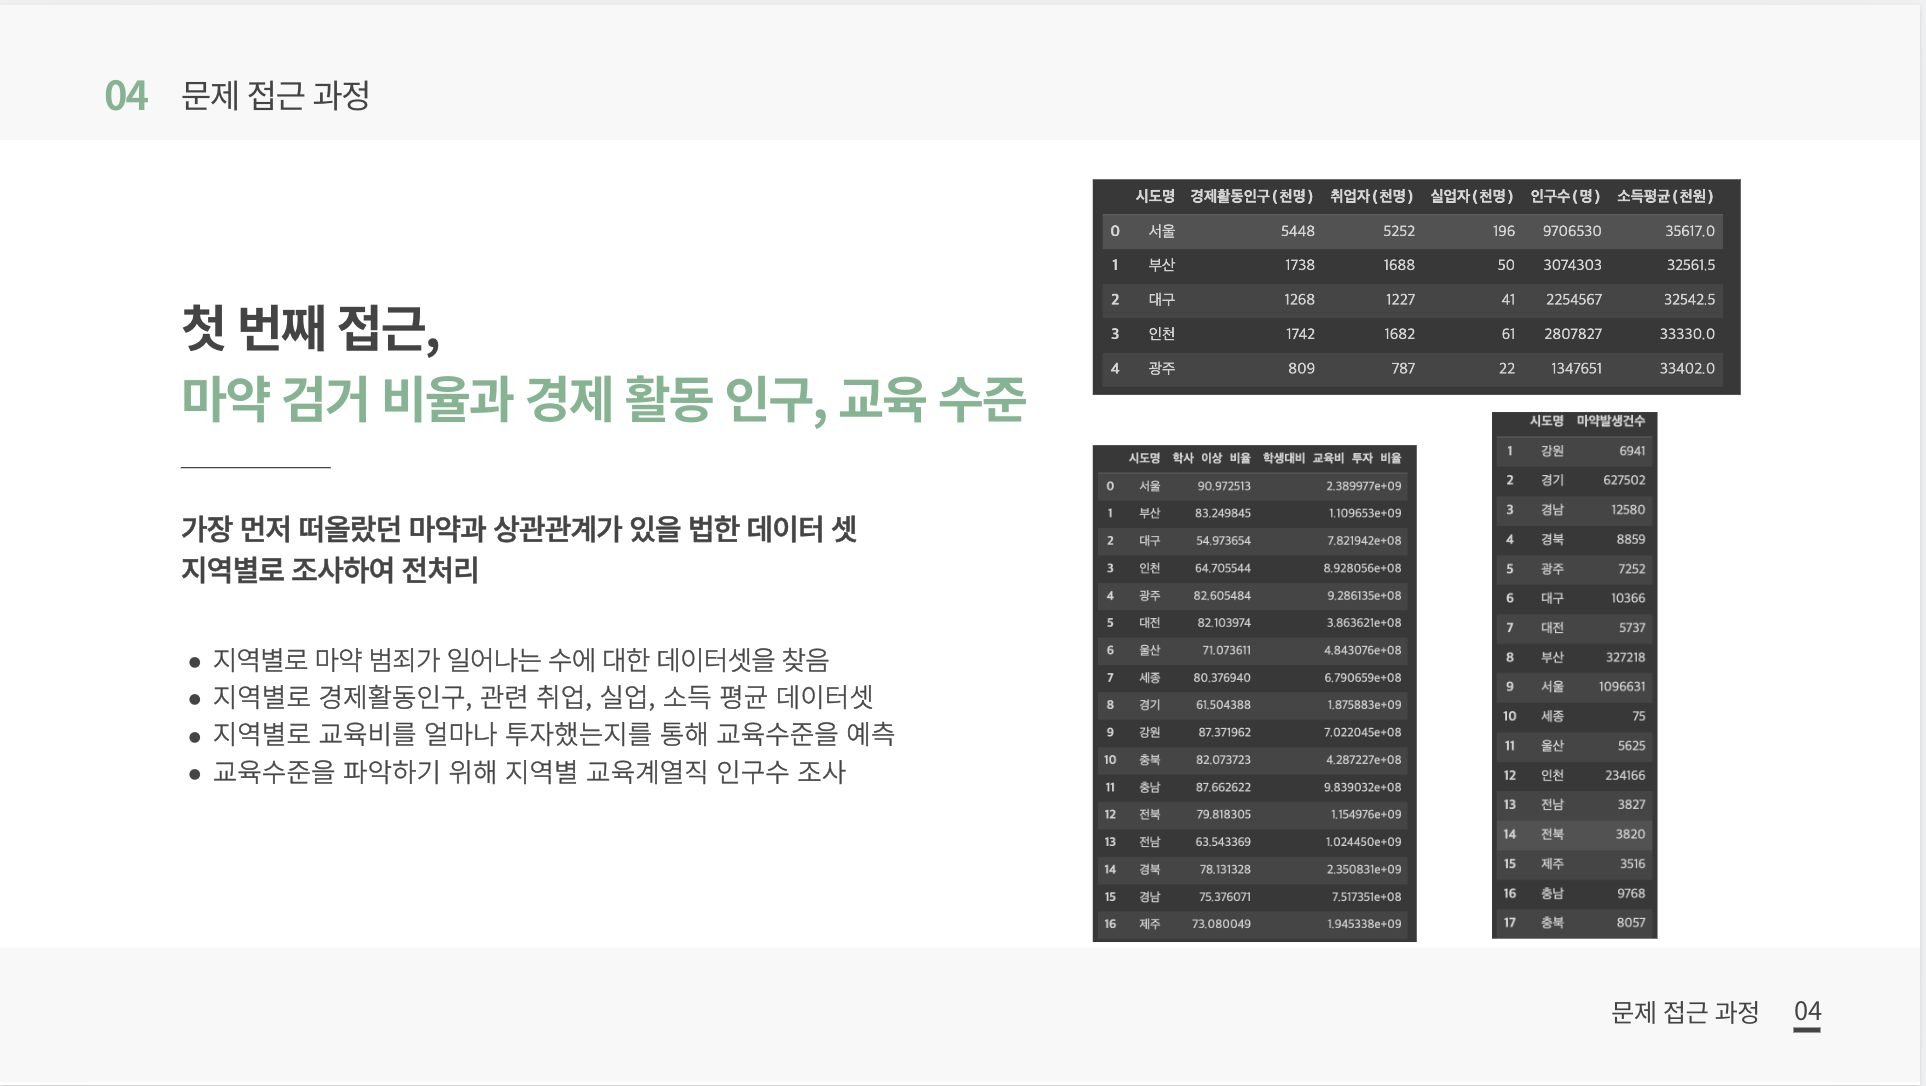 04 문제 접근 과정
첫 번째 접근,
마약 검거 비율과 경제 활동 인구, 교육 수준
가장 먼저 떠올랐던 마약과 상관관계가 있을 법한 데이터 셋
지역별로 조사하여 전처리
● 지역별로 마약 범죄가 일어나는 수에 대한 데이터셋을 찾음
● 지역별로 경제활동인구, 관련 취업, 실업, 소득 평균 데이터셋
● 지역별로 교육비를 얼마나 투자했는지를 통해 교육수준을 예측
● 교육수준을 파악하기 위해 지역별 교육계열직 인구수 조사
시도명 경제활동인구(천명) 취업자(천명) 실업자(천명) 인구수(명) 소득평균(천원)
0 서울 5448 5252 196 9706530 35617.0
1 부산 1738 1688 50 3074303 32561.5
2 대구 1268 1227 41 2254567 32542.5
3 인천 1742 1682 61 2807827 33330.0
4 광주 809 787 22 1347651 33402.0
시도명 학사 이상 비율 학생대비 교육비 투자 비율
0 서울 90.972513 2.389977e+09
1 부산 83.249845 1.109653e+09
2 대구 54.973654 7.821942e+08
3 인천 64.705544 8.928056e+08
4 광주 82.605484 9.286135e+08
5 대전 82.103974 3.863621e+08
6 울산 71.073611 4.843076e+08
7 세종 80.376940 6.790659e+08
8 경기 61.504388 1.875883e+09
9 강원 87.371962 7.022045e+08
10 충북 82.073723 4.287227e+08
11 충남 87.662622 9.839032e+08
12 전북 79.818305 1.154976e+09
13 전남 63.543369 1.024450e+09
14 경북 78.131328 2.350831e+09
15 경남 75.376071 7.517351e+08
16 제주 73.080049 1.945338e+09
시도명 마약발생건수
1 강원 6941
2 경기 627502
3 경남 12580
4 경북 8859
5 광주 7252
6 대구 10366
7 대전 5737
8 부산 327218
9 서울 1096631
10 세종 75
11 울산 5625
12 인천 234166
13 전남 3827
14 전북 3820
15 제주 3516
16 충남 9768
17 충북 8057
문제 접근 과정 04